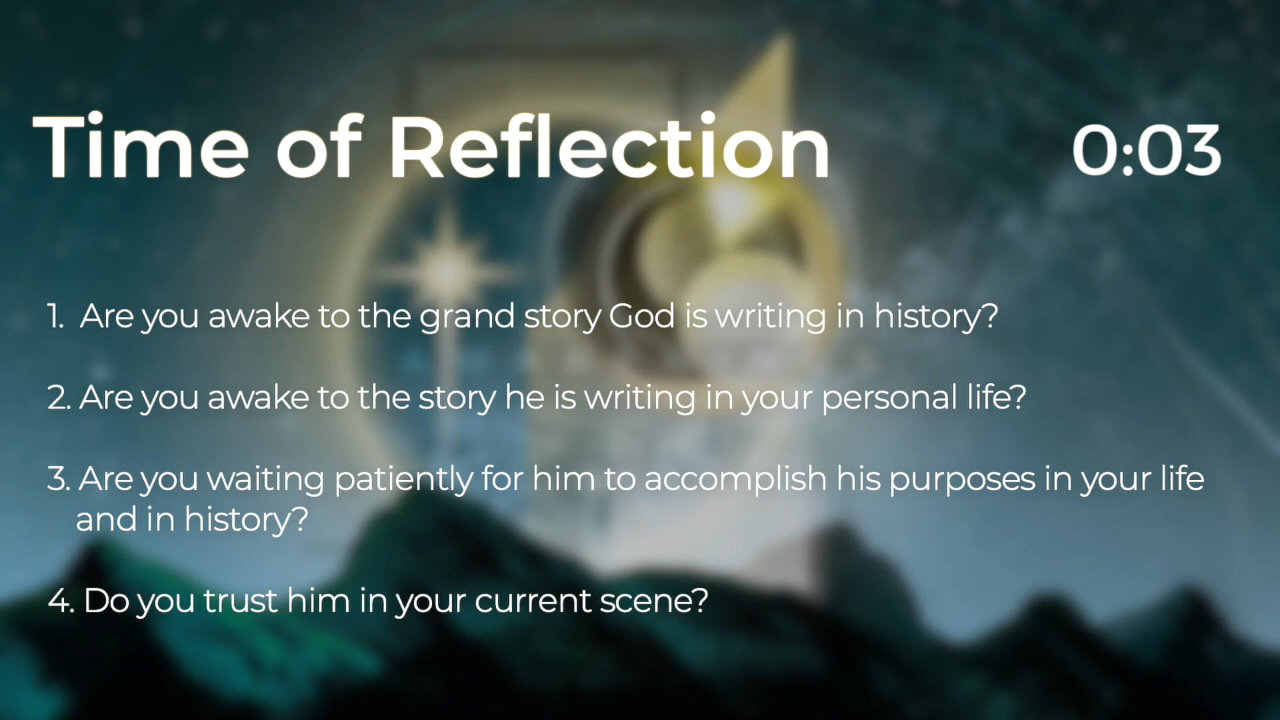 Time of Reflection
0:03
1. Are you awake to the grand story God is writing in history?
2. Are you awake to the story he is writing in your personal life?
3. Are you waiting patiently for him to accomplish his purposes in your life
and in history?
4. Do you trust him in your current scene?